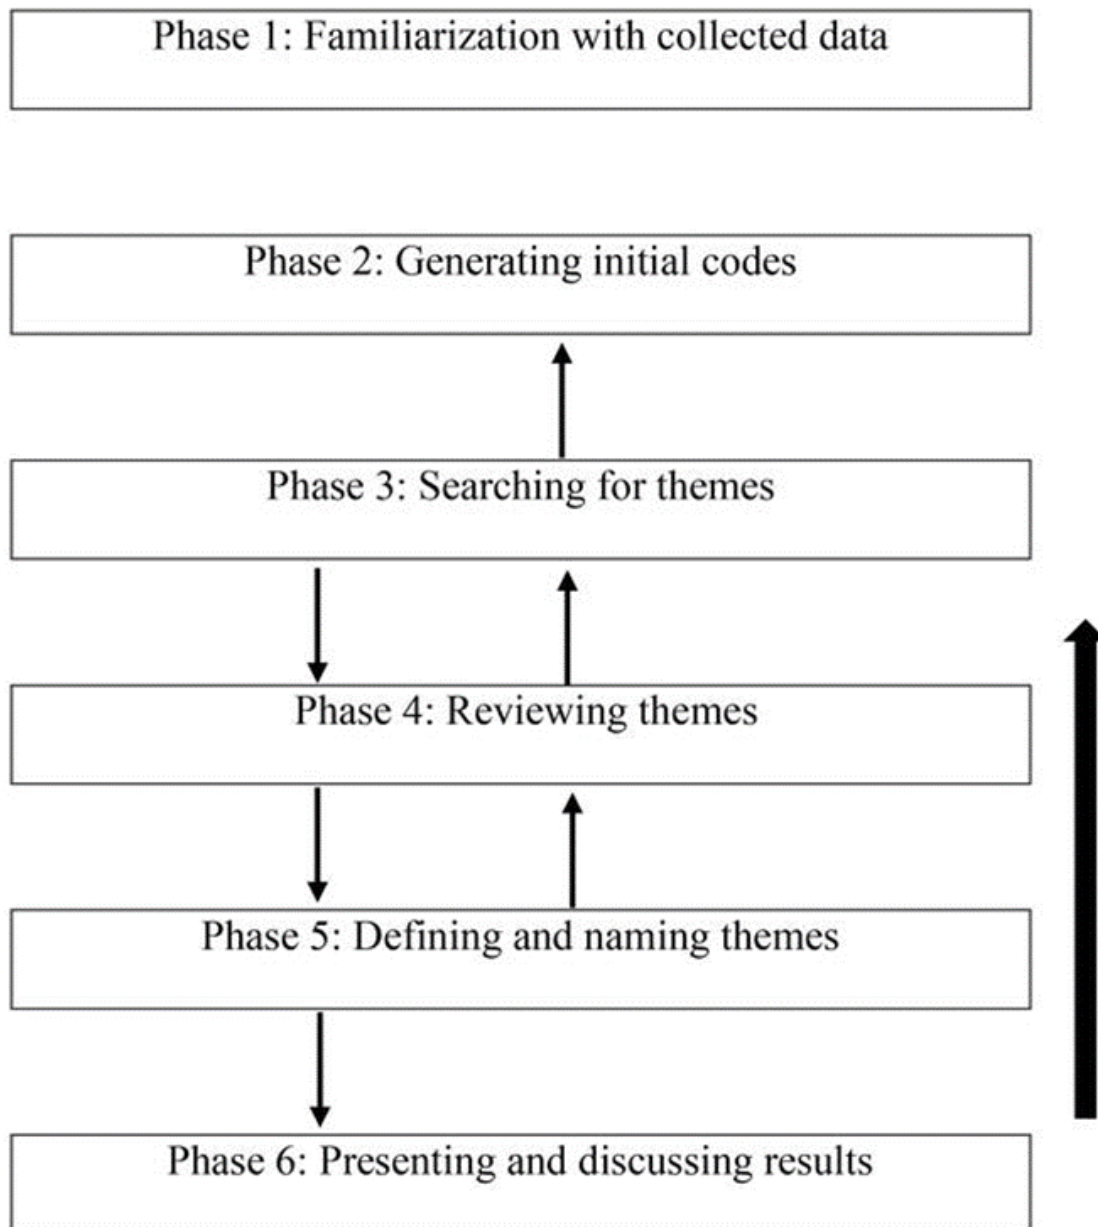 Phase 1: Familiarization with collected data
Phase 2: Generating initial codes
Phase 3: Searching for themes
Phase 4: Reviewing themes
Phase 5: Defining and naming themes
Phase 6: Presenting and discussing results